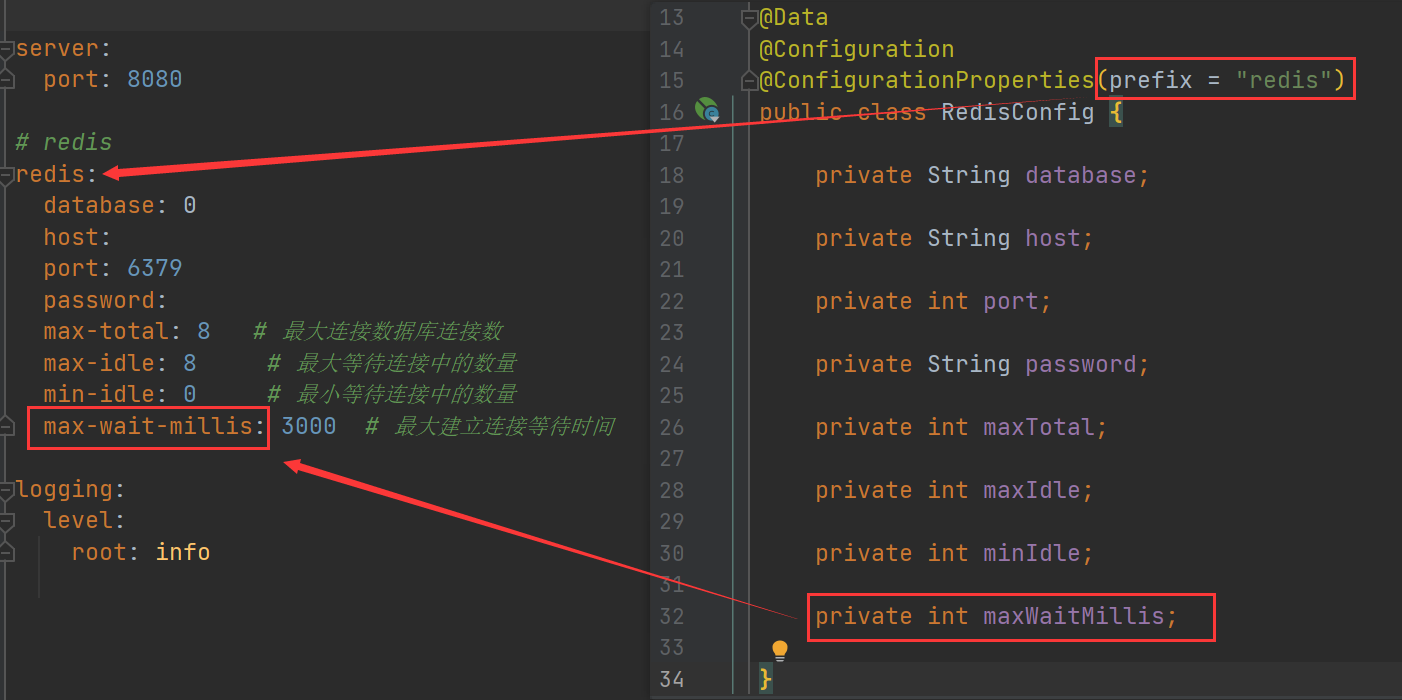 server:
port: 8080
# redis
redis:
database: 0
host:
port: 6379
password:
max-total: 8 # 最大连接数据库连接数
max-idle: 8 # 最大等待连接中的数量
min-idle: 0 # 最小等待连接中的数量
max-wait-millis: 3000 # 最大建立连接等待时间
logging:
level:
root: info
13 @Data
14 @Configuration
15 @ConfigurationProperties(prefix = "redis")
16 public class RedisConfig {
17
18 private String database;
19
20 private String host;
21
22 private int port;
23
24 private String password;
25
26 private int maxTotal;
27
28 private int maxIdle;
29
30 private int minIdle;
31
32 private int maxWaitMillis;
33
34 }